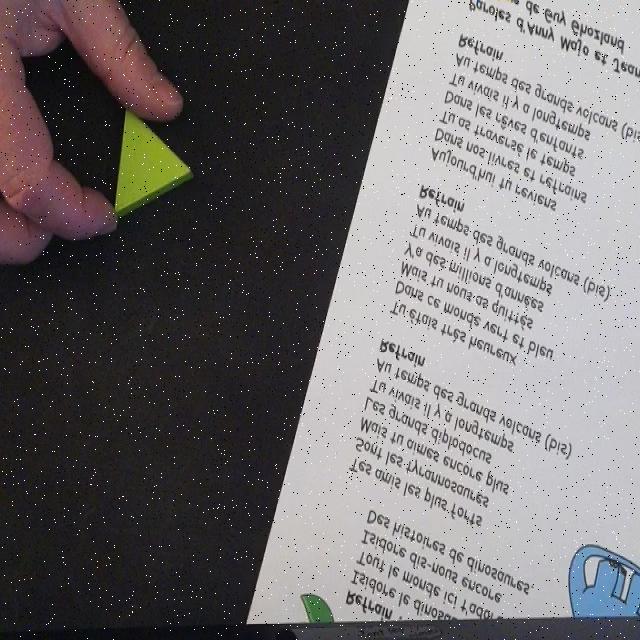 Refrain
Isidore le
Tout le monde ici
Isidore dis-nous encore
Des histoires de dinosaures
Tes amis les plus forts
Sont les tyrannosaures
Mais tu aimes encore plus
Les grands diplodocus
Tu vivais il y a longtemps
Au temps des grands volcans (bis)
Refrain
Tu étais très heureux
Dans ce monde vert et bleu
Mais tu nous as quittés
Y'a des millions d'années
Tu vivais il y a longtemps
Au temps des grands volcans (bis)
Refrain
Aujourd'hui tu reviens
Dans nos livres et refrains
Tu as traversé le temps
Dans les rêves d'enfants
Tu vivais il y a longtemps
Au temps des grands volcans (bis
Refrain
Paroles d'Anny Majo et Jean
de Guy Ghozland